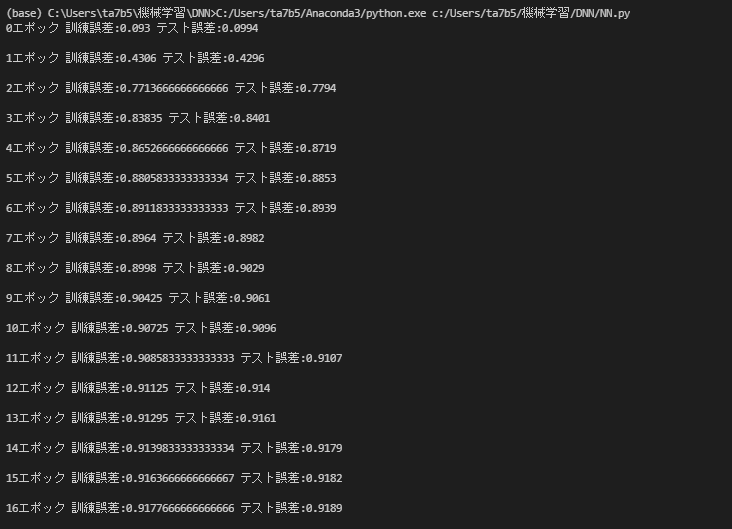 (base) C:\Users\ta7b5\機械学習\DNN>C:/Users/ta7b5/Anaconda3/python.exe c:/Users/ta7b5/機械学習/DNN/NN.py
0エポック 訓練誤差:0.093 テスト誤差:0.0994
1エポック 訓練誤差:0.4306 テスト誤差:0.4296
2エポック 訓練誤差:0.7713666666666666 テスト誤差:0.7794
3エポック 訓練誤差:0.83835 テスト誤差:0.8401
4エポック 訓練誤差:0.8652666666666666 テスト誤差:0.8719
5エポック 訓練誤差:0.8805833333333334 テスト誤差:0.8853
6エポック 訓練誤差:0.8911833333333333 テスト誤差:0.8939
7エポック 訓練誤差:0.8964 テスト誤差:0.8982
8エポック 訓練誤差:0.8998 テスト誤差:0.9029
9エポック 訓練誤差:0.90425 テスト誤差:0.9061
10エポック 訓練誤差:0.90725 テスト誤差:0.9096
11エポック 訓練誤差:0.9085833333333333 テスト誤差:0.9107
12エポック 訓練誤差:0.91125 テスト誤差:0.914
13エポック 訓練誤差:0.91295 テスト誤差:0.9161
14エポック 訓練誤差:0.9139833333333334 テスト誤差:0.9179
15エポック 訓練誤差:0.9163666666666667 テスト誤差:0.9182
16エポック 訓練誤差:0.9177666666666666 テスト誤差:0.9189